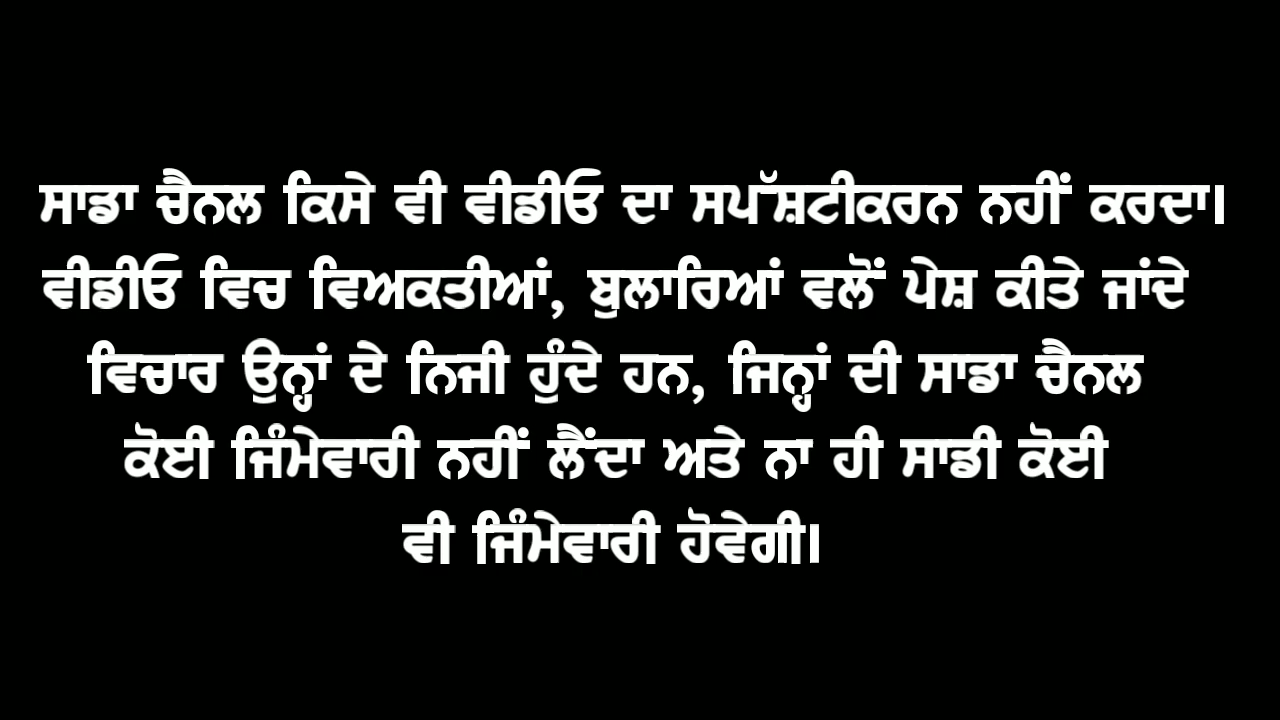 ਸਾਡਾ ਚੈਨਲ ਕਿਸੇ ਵੀ ਵੀਡੀਓ ਦਾ ਸਪੱਸ਼ਟੀਕਰਨ ਨਹੀਂ ਕਰਦਾ।
ਵੀਡੀਓ ਵਿਚ ਵਿਅਕਤੀਆਂ, ਬੁਲਾਰਿਆਂ ਵਲੋਂ ਪੇਸ਼ ਕੀਤੇ ਜਾਂਦੇ
ਵਿਚਾਰ ਉਨ੍ਹਾਂ ਦੇ ਨਿਜੀ ਹੁੰਦੇ ਹਨ, ਜਿਨ੍ਹਾਂ ਦੀ ਸਾਡਾ ਚੈਨਲ
ਕੋਈ ਜਿੰਮੇਵਾਰੀ ਨਹੀਂ ਲੈਂਦਾ ਅਤੇ ਨਾ ਹੀ ਸਾਡੀ ਕੋਈ
ਵੀ ਜਿੰਮੇਵਾਰੀ ਹੋਵੇਗੀ।